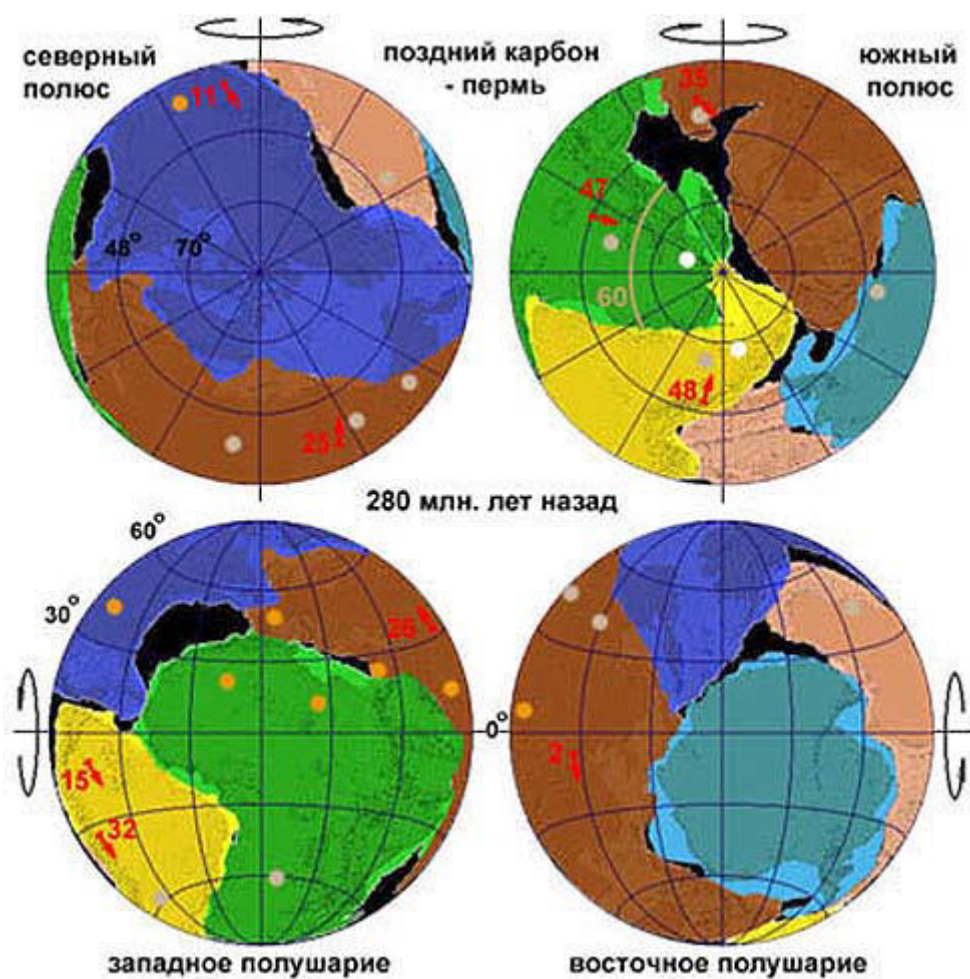 северный
полюс
поздний карбон
- пермь
южный
полюс
11
48°
70°
25
35
47
60
48
280 млн. лет назад
60°
30°
26
15
32
0°
2
западное полушарие
восточное полушарие